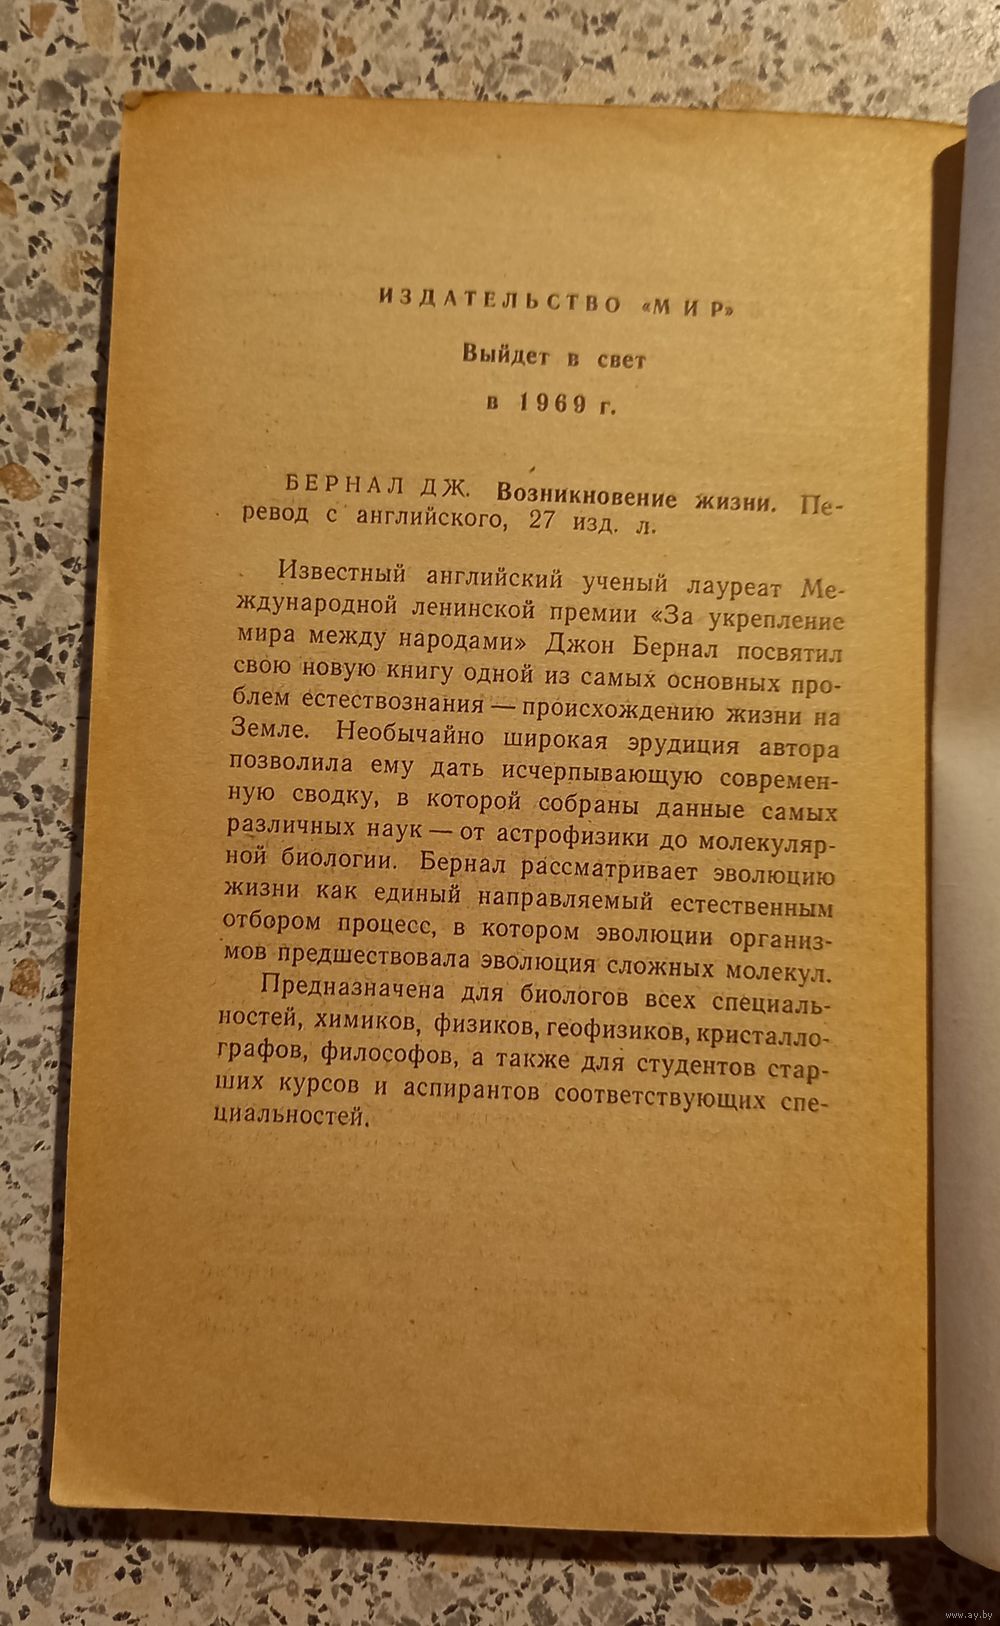 ИЗДАТЕЛЬСТВО «МИР»
Выйдет в свет
в 1969 г.
БЕРНАЛ ДЖ. Возникновение жизни. Пе-
ревод с английского, 27 изд. л.
Известный английский ученый лауреат Ме-
ждународной ленинской премии «За укрепление
мира между народами» Джон Бернал посвятил
свою новую книгу одной из самых основных про-
блем естествознания — происхождению жизни на
Земле. Необычайно широкая эрудиция автора
позволила ему дать исчерпывающую современ-
ную сводку, в которой собраны данные самых
различных наук — от астрофизики до молекуляр-
ной биологии. Бернал рассматривает эволюцию
жизни как единый направляемый естественным
отбором процесс, в котором эволюции организ-
мов предшествовала эволюция сложных молекул.
Предназначена для биологов всех специаль-
ностей, химиков, физиков, геофизиков, кристалло-
графов, философов, а также для студентов стар-
ших курсов и аспирантов соответствующих спе-
циальностей.
www.ay.by